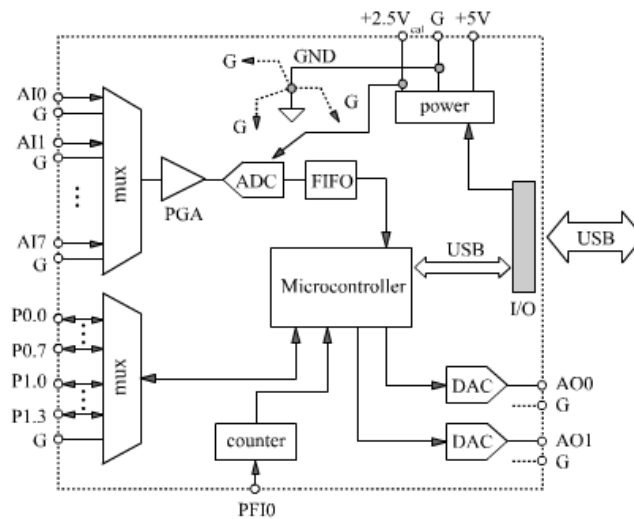 +2.5V cal G +5V
GND
G
G
G
power
AI0
G
AI1
G
AI7
G
mux
PGA
ADC
FIFO
USB
USB
I/O
Microcontroller
P0.0
P0.7
P1.0
P1.3
G
mux
counter
PFI0
DAC
AO0
G
DAC
AO1
G